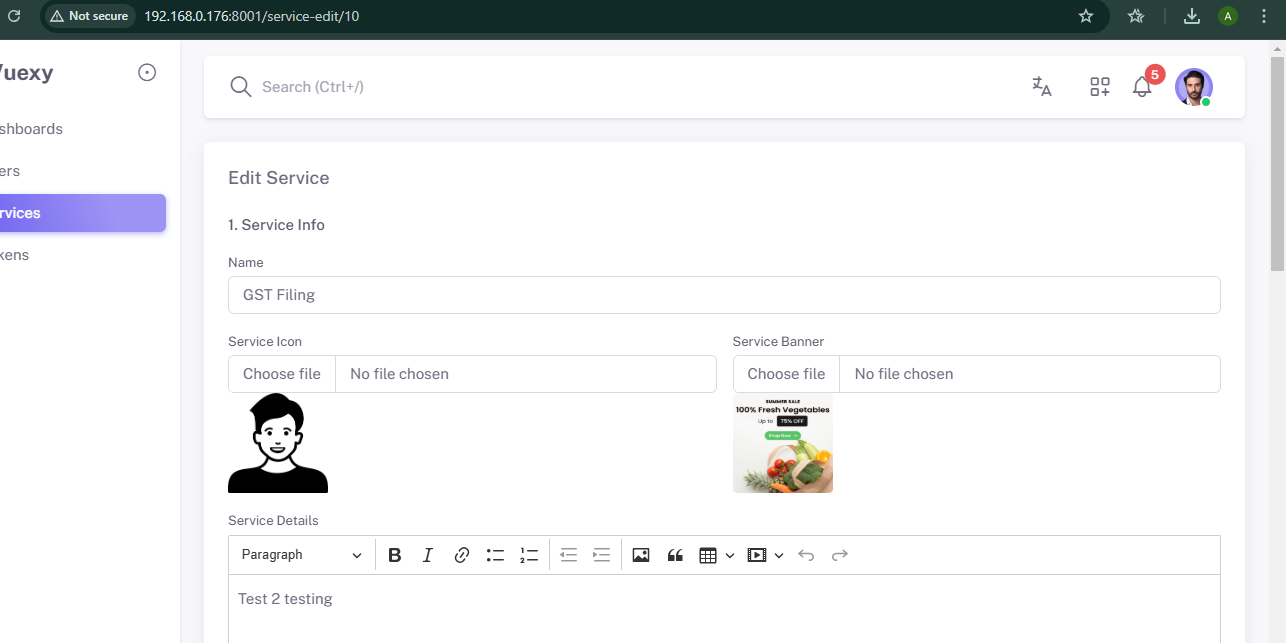 Not secure 192.168.0.176:8001/service-edit/10 A
uexy
Search (Ctrl+/) 5
shboards
ers
rvices
kens
Edit Service
1. Service Info
Name
GST Filing
Service Icon Service Banner
Choose file No file chosen Choose file No file chosen
SUMMER SALE
100% Fresh Vegetables
Up to 75% OFF
Shop Now →
Service Details
Paragraph B I
Test 2 testing